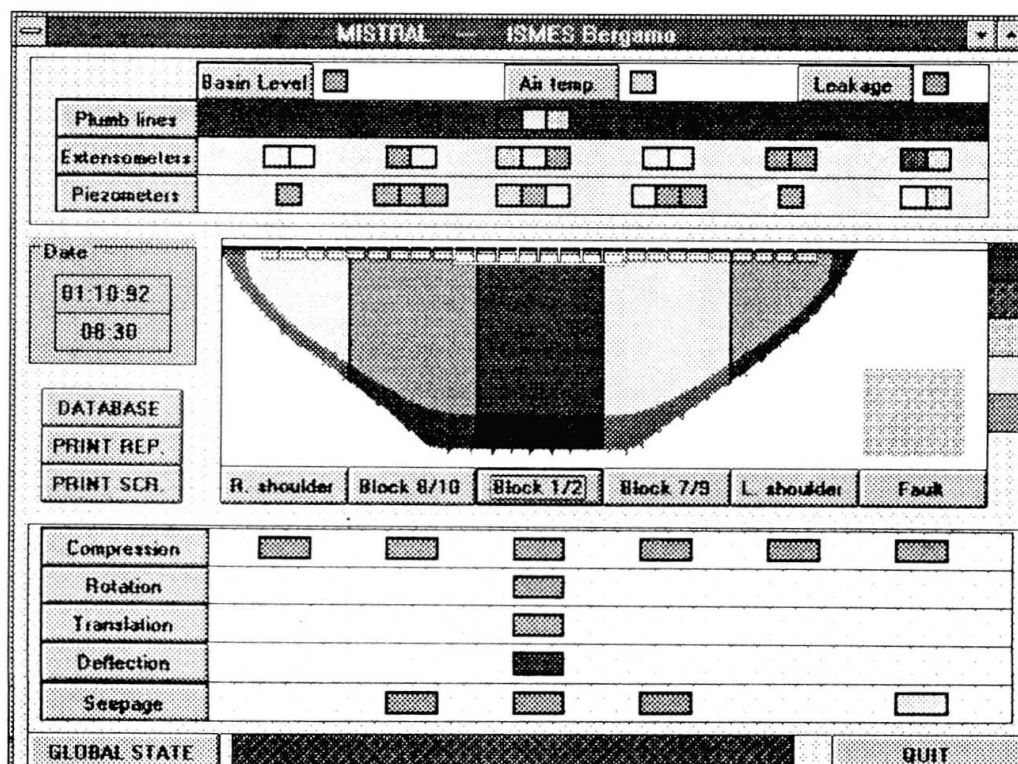 MISTRAL — ISMES Bergamo
Basin Level Air temp Leakage
Plumb lines
Extensometers
Piezometers
Date
01:10:92
08:30
DATABASE
PRINT REP.
PRINT SCR.
R. shoulder Block 8/10 Block 1/2 Block 7/9 L. shoulder Fault
Compression
Rotation
Translation
Deflection
Seepage
GLOBAL STATE QUIT